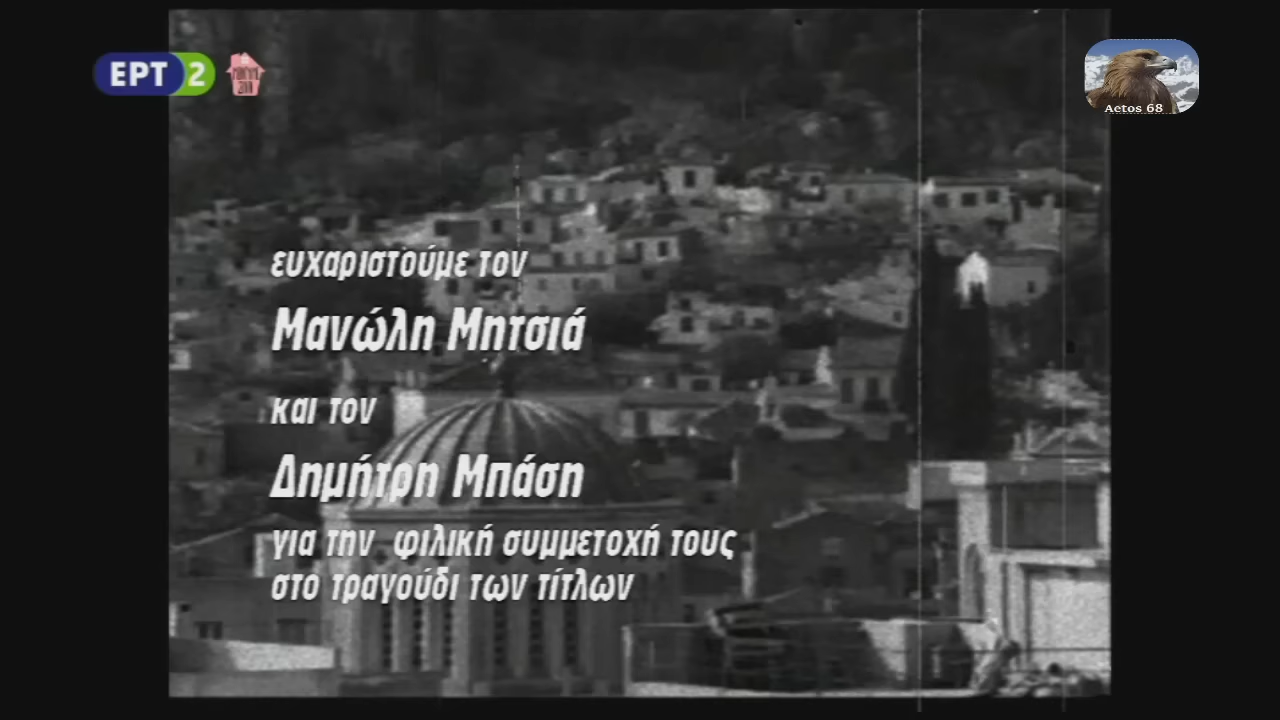 ΕΡΤ 2
Aetos 68
ευχαριστούμε τον
Μανώλη Μητσιά
και τον
Δημήτρη Μπάση
για την φιλική συμμετοχή τους
στο τραγούδι των τίτλων